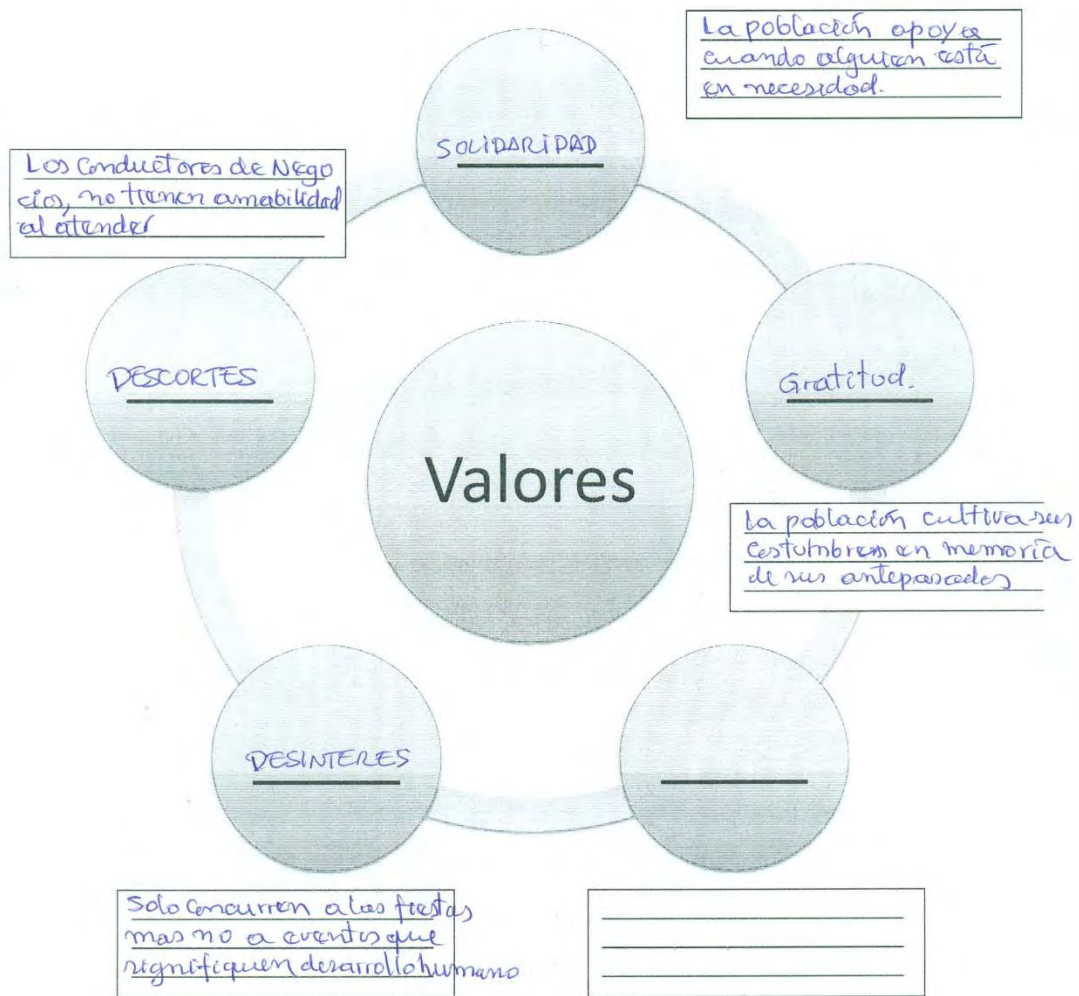 La población apoya
cuando alguien está
en necesidad.
SOLIDARIDAD
Los Conductores de Nego
cios, no tienen amabilidad
al atender
DESCORTES
Gratitud.
Valores
La población cultiva sus
costumbres en memoria
de sus antepasados
DESINTERES
Solo concurren a las fiestas
mas no a eventos que
signifiquen desarrollo humano